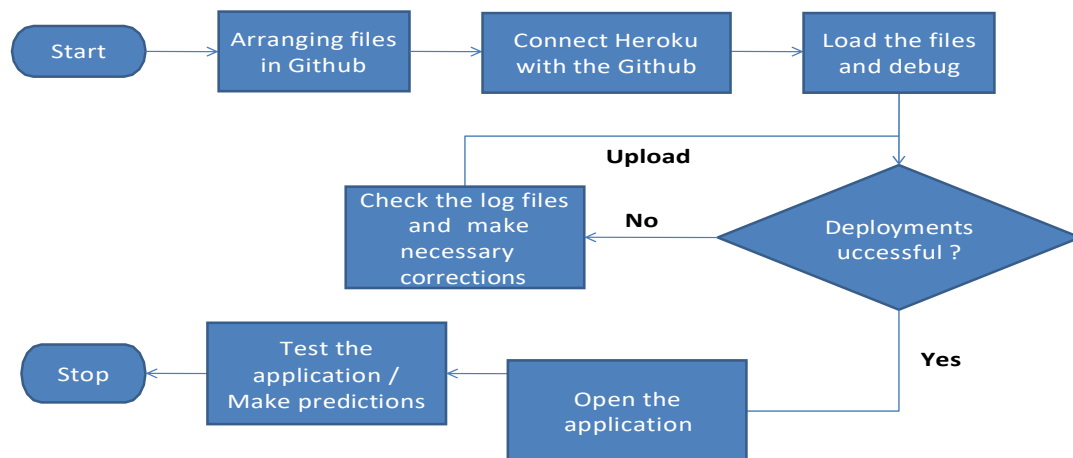 Start
Arranging files
in Github
Connect Heroku
with the Github
Load the files
and debug
Upload
Check the log files
and make
necessary
corrections
No
Deployments
uccessful ?
Yes
Open the
application
Test the
application /
Make predictions
Stop